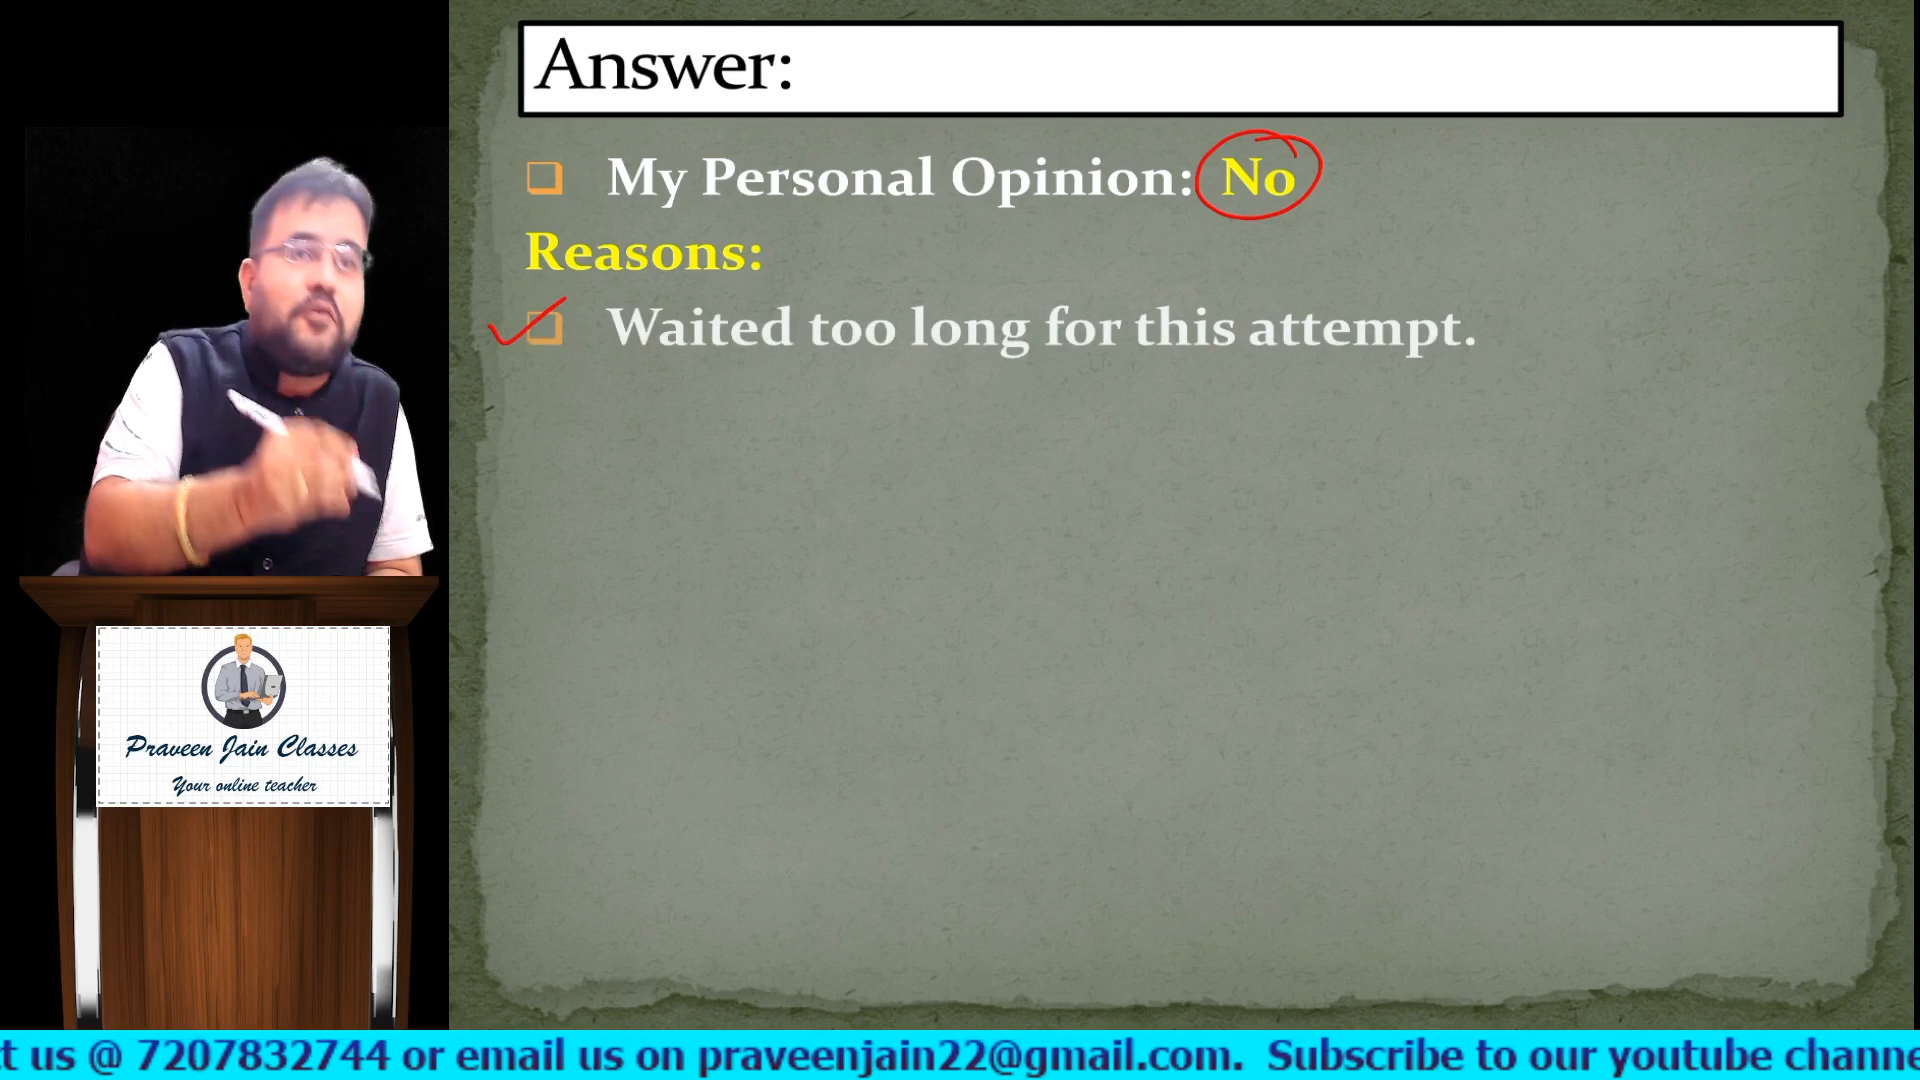 Answer:
My Personal Opinion: No
Reasons:
Waited too long for this attempt.
Praveen Jain Classes
Your online teacher
t us @ 7207832744 or email us on praveenjain22@gmail.com. Subscribe to our youtube channe